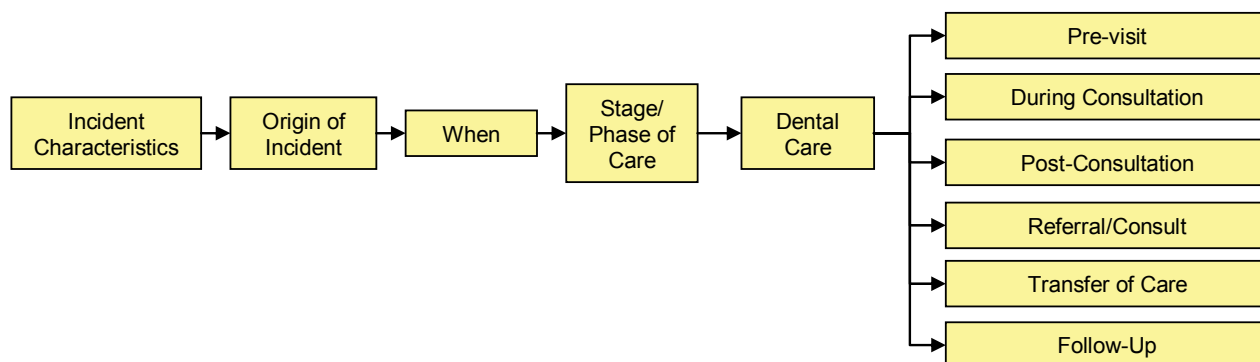 Incident
Characteristics
Origin of
Incident
When
Stage/
Phase of
Care
Dental
Care
Pre-visit
During Consultation
Post-Consultation
Referral/Consult
Transfer of Care
Follow-Up